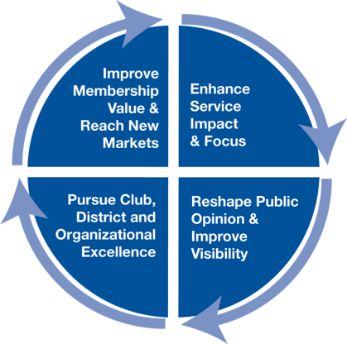 Improve
Membership
Value &
Reach New
Markets
Enhance
Service
Impact
& Focus
Pursue Club,
District and
Organizational
Excellence
Reshape Public
Opinion &
Improve
Visibility